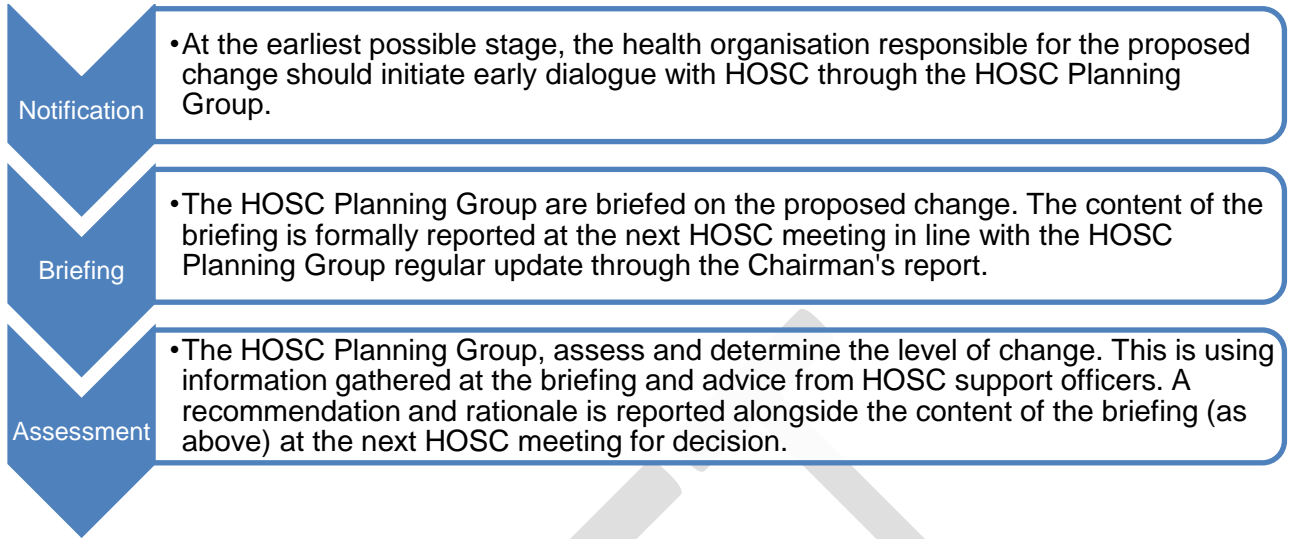 Notification
•At the earliest possible stage, the health organisation responsible for the proposed
change should initiate early dialogue with HOSC through the HOSC Planning
Group.
Briefing
•The HOSC Planning Group are briefed on the proposed change. The content of the
briefing is formally reported at the next HOSC meeting in line with the HOSC
Planning Group regular update through the Chairman's report.
Assessment
•The HOSC Planning Group, assess and determine the level of change. This is using
information gathered at the briefing and advice from HOSC support officers. A
recommendation and rationale is reported alongside the content of the briefing (as
above) at the next HOSC meeting for decision.